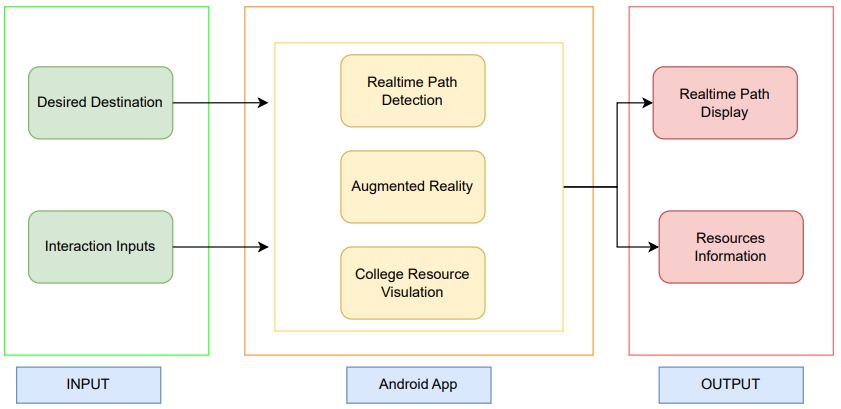 Desired Destination
Interaction Inputs
INPUT
Realtime Path
Detection
Augmented Reality
College Resource
Visulation
Android App
Realtime Path
Display
Resources
Information
OUTPUT